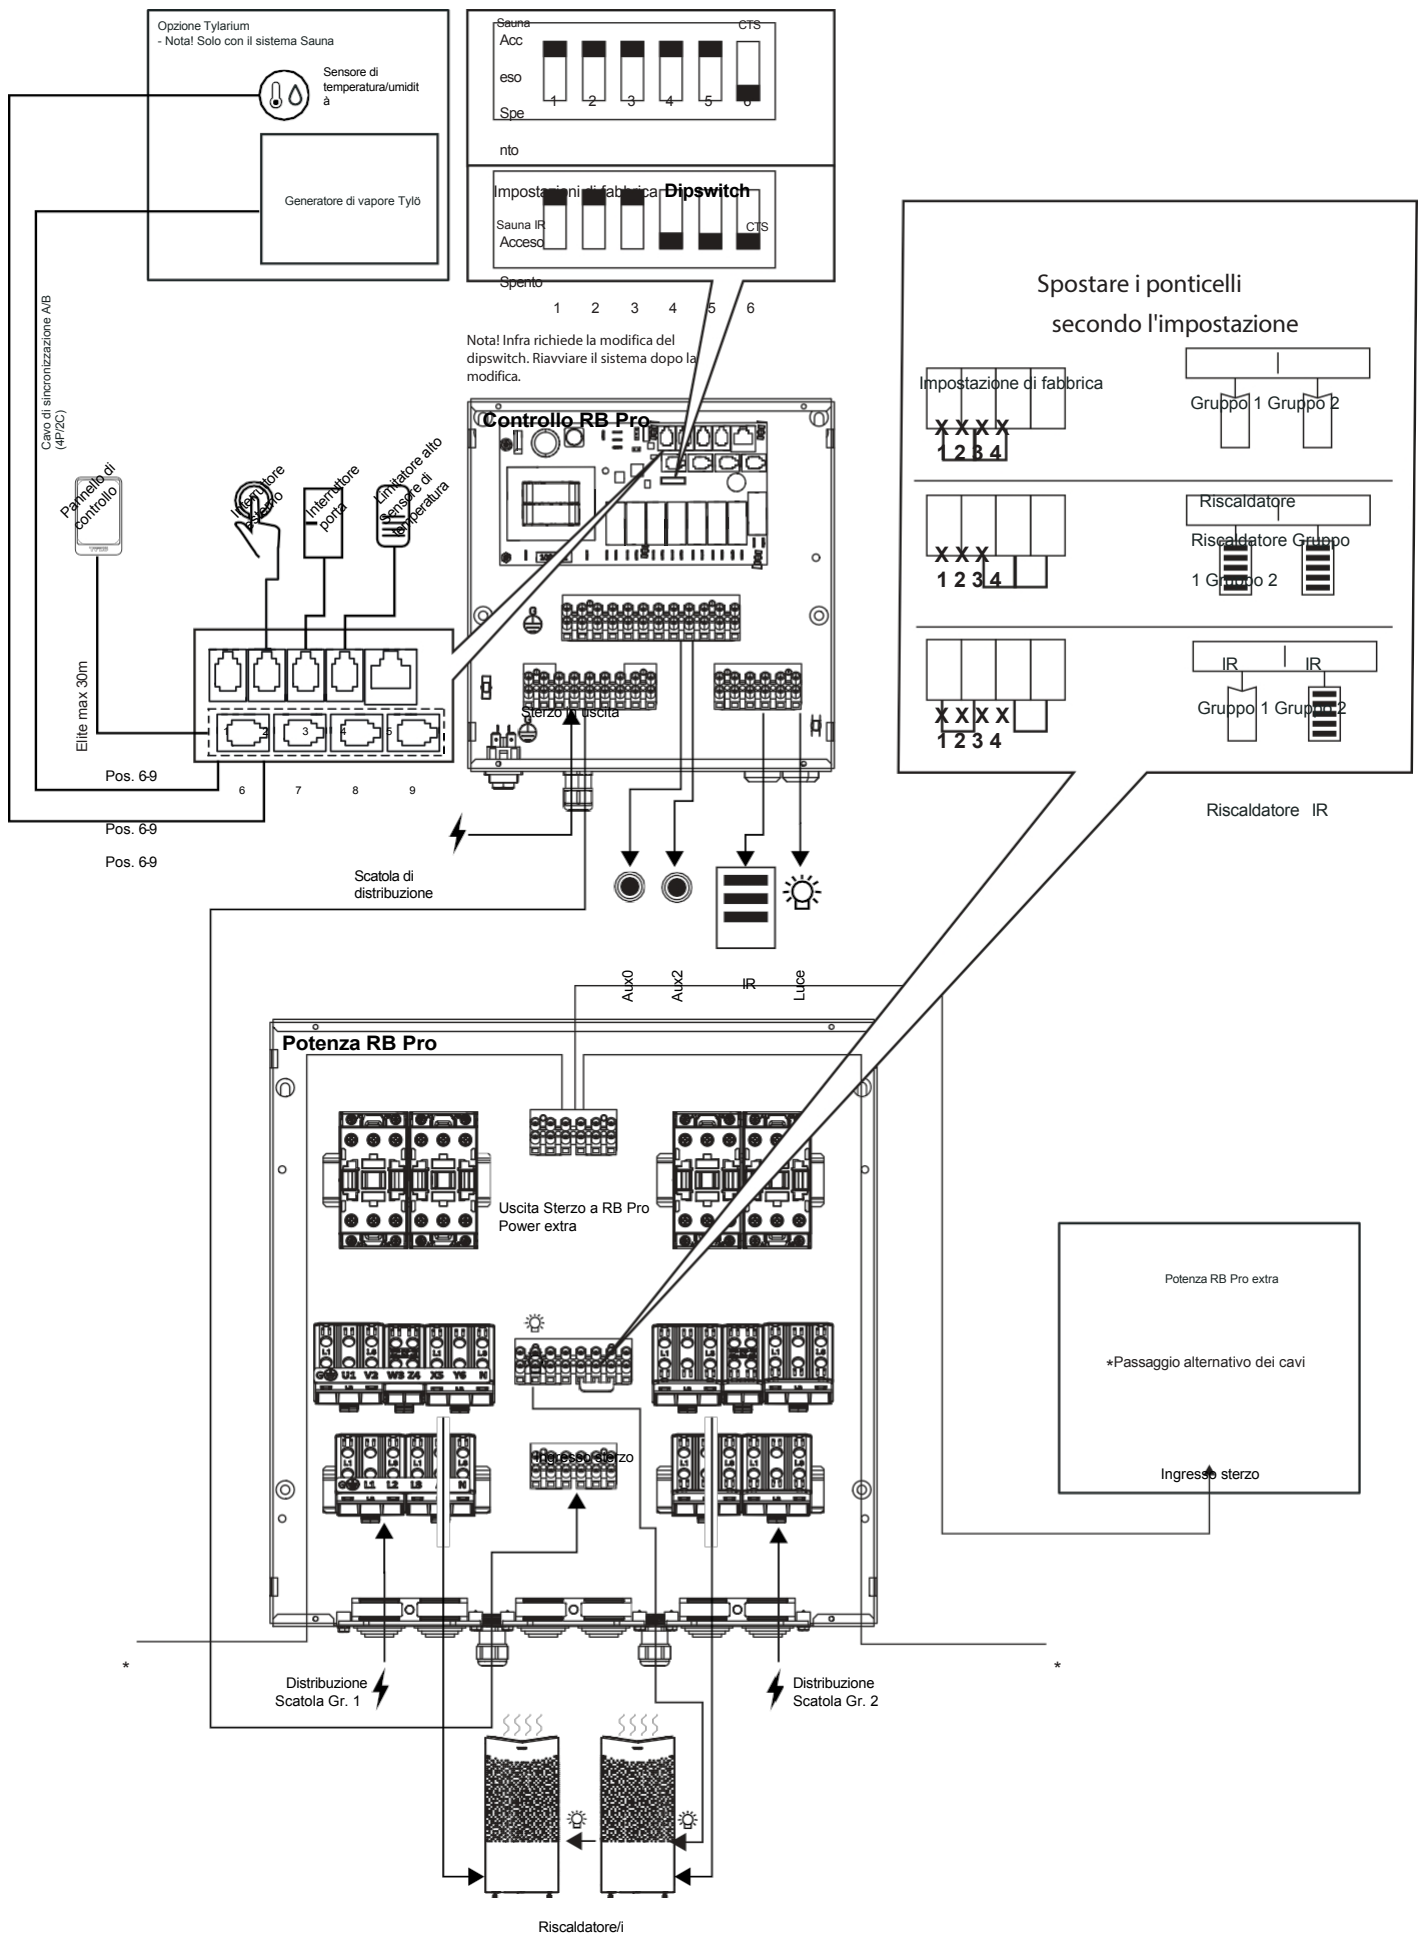 Opzione Tylarium
- Nota! Solo con il sistema Sauna
Sensore di
temperatura/umidit
à
Generatore di vapore Tylö
Sauna
CTS
Acc
eso
1 2 3 4 5 6
Spe
nto
Impostazioni di fabbrica Dipswitch
Sauna IR
CTS
Acceso
Spento
1 2 3 4 5 6
Nota! Infra richiede la modifica del
dipswitch. Riavviare il sistema dopo la
modifica.
Spostare i ponticelli
secondo l'impostazione
Impostazione di fabbrica
Gruppo 1 Gruppo 2
X X X X
1 2 3 4
Riscaldatore
Riscaldatore Gruppo
1 Gruppo 2
X X X
1 2 3 4
IR IR
Gruppo 1 Gruppo 2
X X X X
1 2 3 4
Riscaldatore IR
Cavo di sincronizzazione A/B
(4P/2C)
Pannello di
controllo
Interruttore
esterno
Interruttore
porta
Limitatore alto
Sensore di
temperatura
Elite max 30m
1 2 3 4 5
6 7 8 9
Pos. 6-9
Pos. 6-9
Pos. 6-9
Controllo RB Pro
Sterzo in uscita
Scatola di
distribuzione
Aux0
Aux2
IR
Luce
Potenza RB Pro
Uscita Sterzo a RB Pro
Power extra
G U1 V2 W3 Z4 X5 Y6 N
Ingresso sterzo
G L1 L2 L3 N
Potenza RB Pro extra
*Passaggio alternativo dei cavi
Ingresso sterzo
*
*
Distribuzione
Scatola Gr. 1
Distribuzione
Scatola Gr. 2
Riscaldatore/i